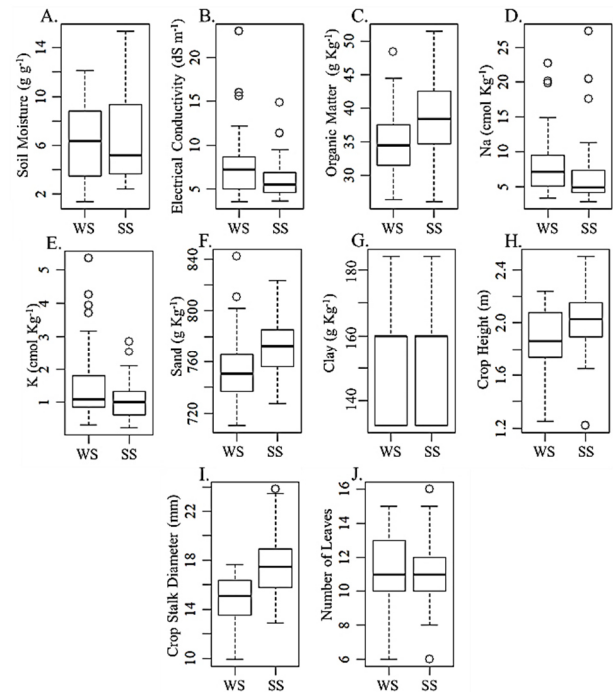 A.
Soil Moisture (g g⁻¹)
2 6 10 14
WS SS
B.
Electrical Conductivity (dS m⁻¹)
5 10 15 20
WS SS
C.
Organic Matter (g Kg⁻¹)
30 35 40 45 50
WS SS
D.
Na (cmol Kg⁻¹)
5 10 15 20 25
WS SS
E.
K (cmol Kg⁻¹)
1 2 3 4 5
WS SS
F.
Sand (g Kg⁻¹)
720 760 800 840
WS SS
G.
Clay (g Kg⁻¹)
140 160 180
WS SS
H.
Crop Height (m)
1.2 1.6 2.0 2.4
WS SS
I.
Crop Stalk Diameter (mm)
10 14 18 22
WS SS
J.
Number of Leaves
6 8 10 12 14 16
WS SS